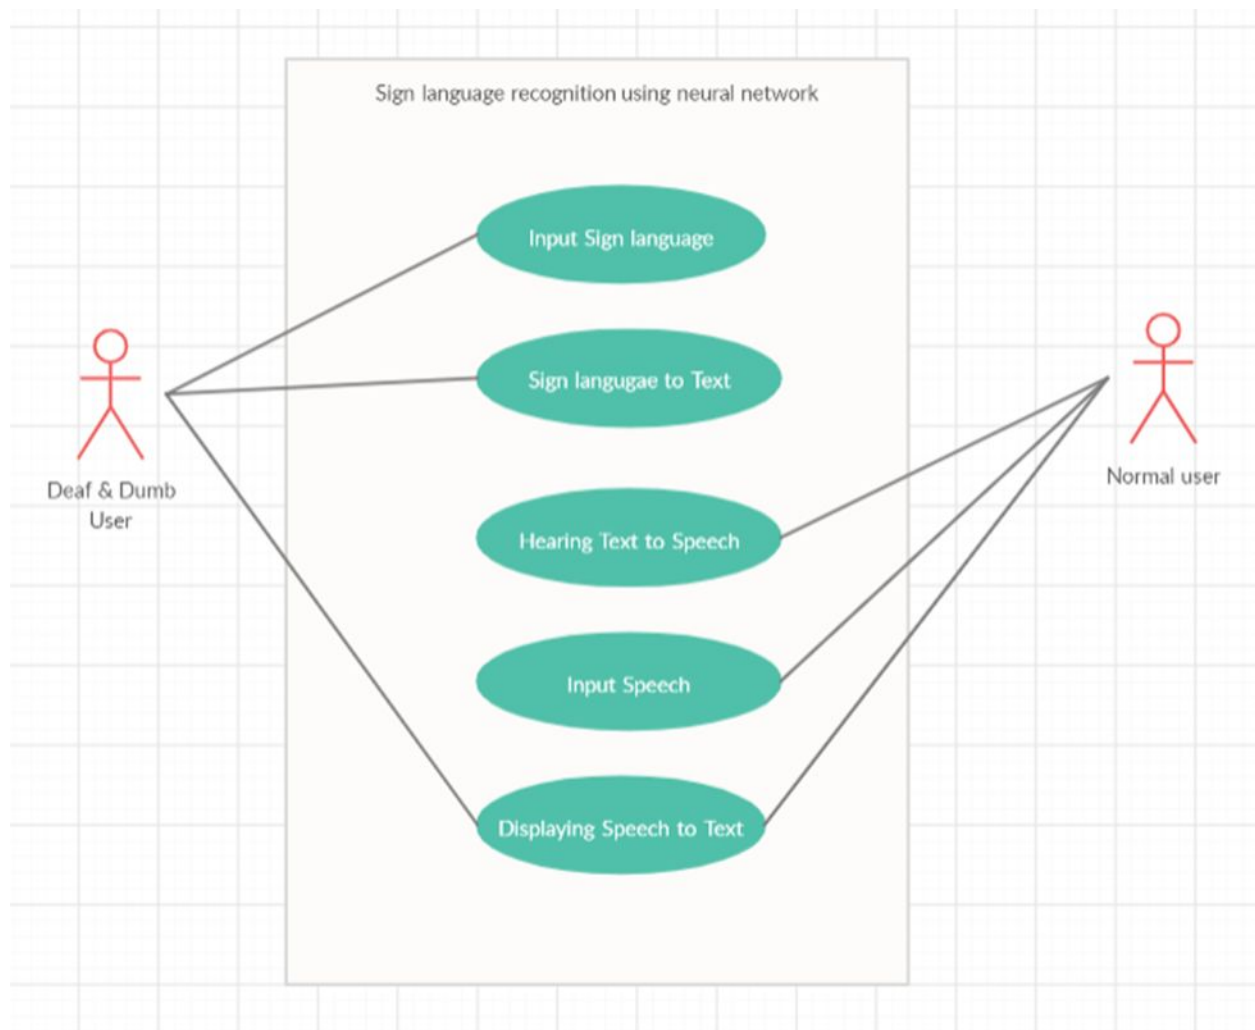 Sign language recognition using neural network
Input Sign language
Sign langugae to Text
Deaf & Dumb
User
Normal user
Hearing Text to Speech
Input Speech
Displaying Speech to Text